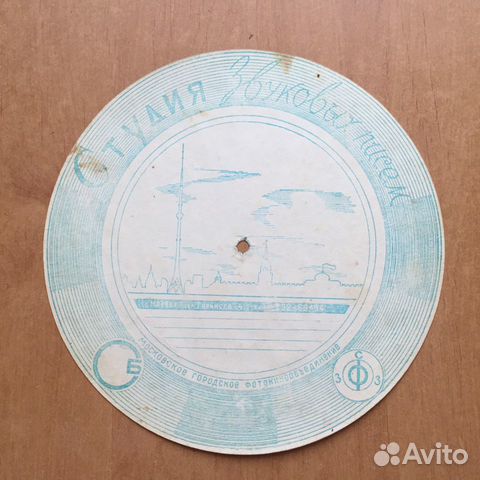 Студия Звуковых писем
МОСКОВСКОЕ ГОРОДСКОЕ ФОТОКИНООБЪЕДИНЕНИЕ
Б
С
З Ф З
Avito